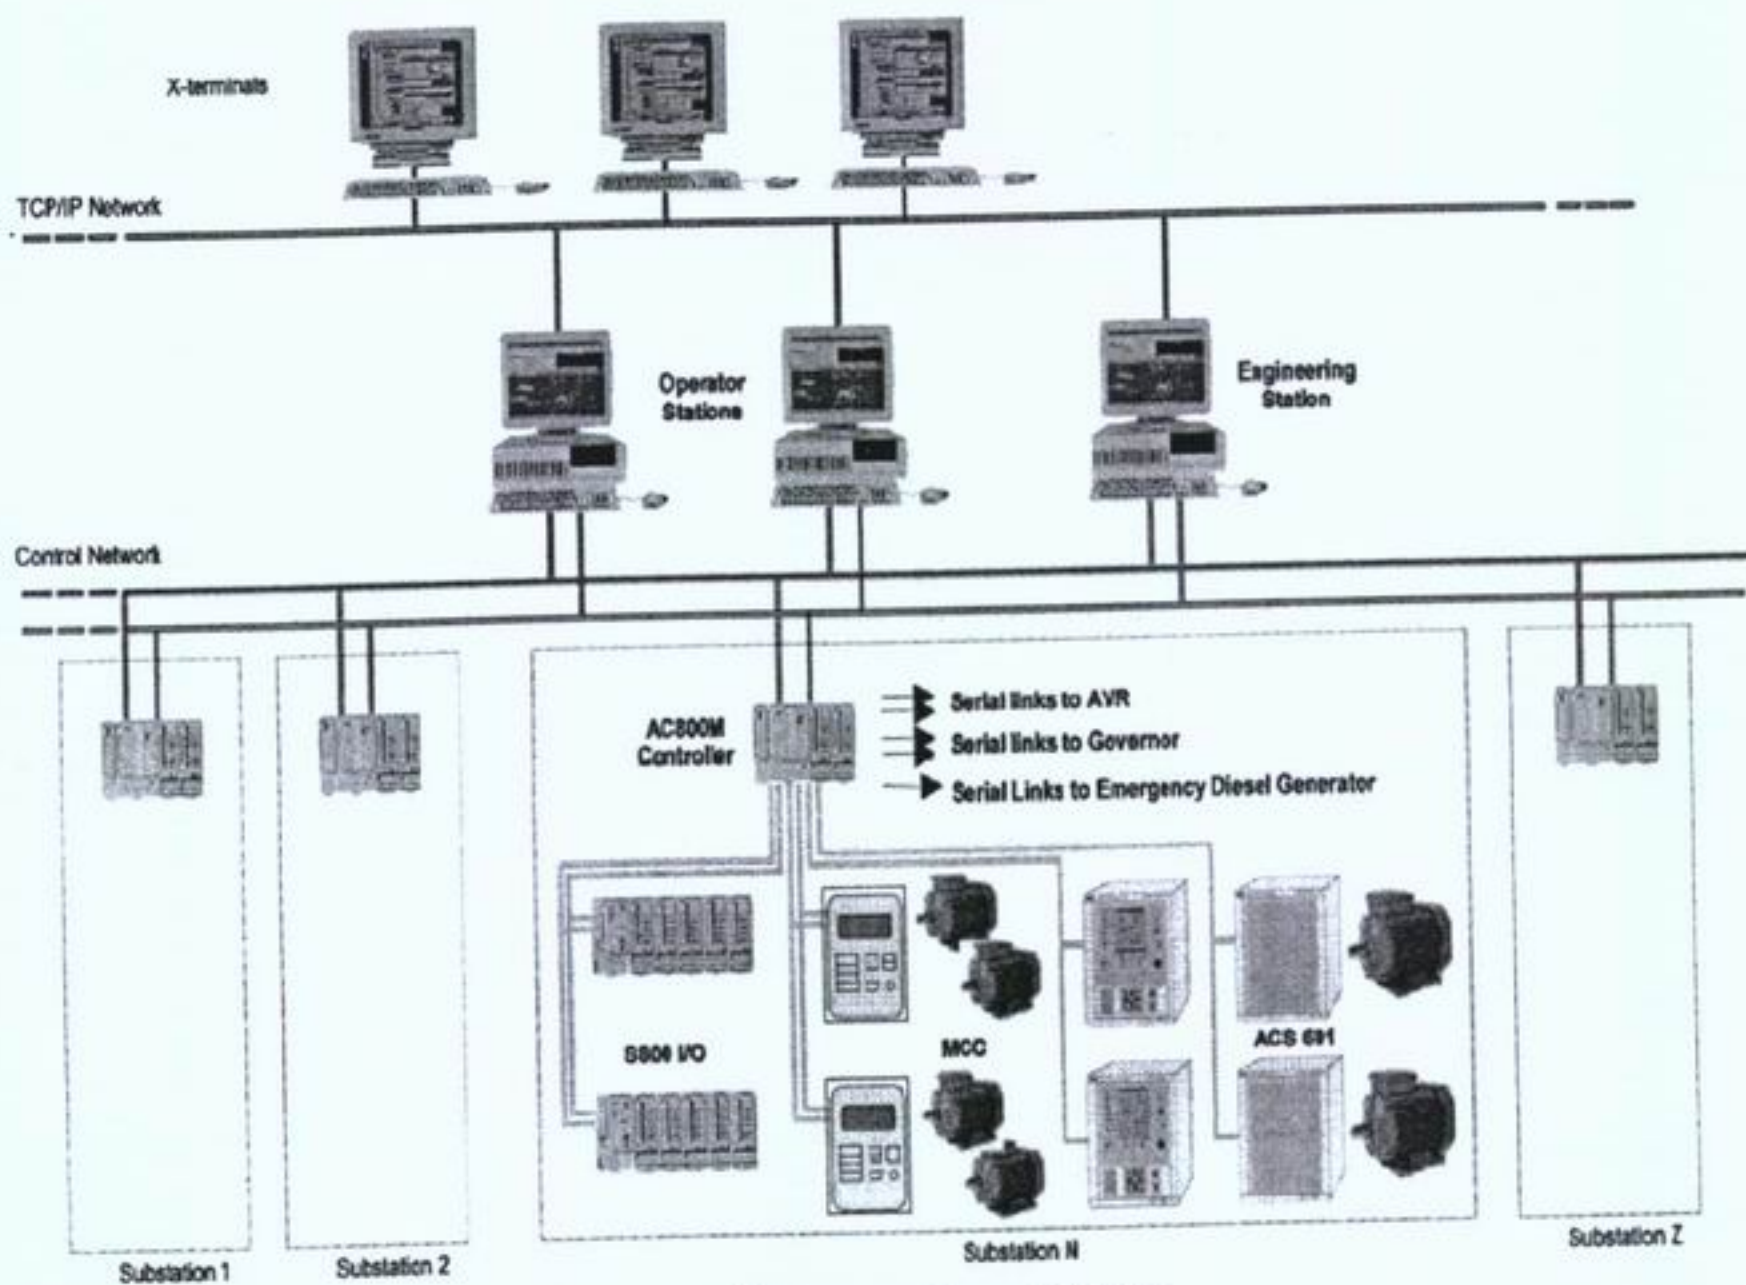 X-terminals
TCP/IP Network
Operator
Stations
Engineering
Station
Control Network
AC800M
Controller
Serial links to AVR
Serial links to Governor
Serial Links to Emergency Diesel Generator
S800 I/O
MCC
ACS 601
Substation 1
Substation 2
Substation N
Substation Z